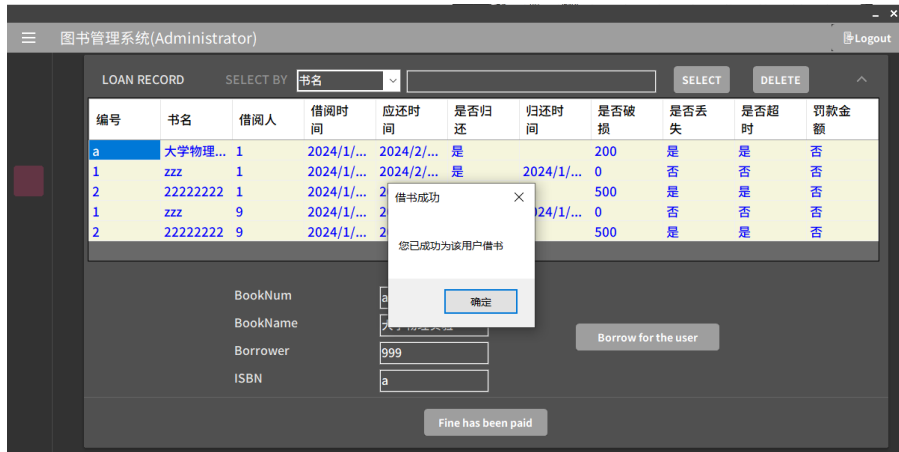 图书管理系统(Administrator)
Logout
LOAN RECORD SELECT BY 书名 SELECT DELETE
编号 书名 借阅人 借阅时间 应还时间 是否归还 归还时间 是否破损 是否丢失 是否超时 罚款金额
a 大学物理... 1 2024/1/... 2024/2/... 是 200 是 是 否
1 zzz 1 2024/1/... 2024/2/... 是 2024/1/... 0 否 否 否
2 22222222 1 2024/1/... 500 是 是 否
1 zzz 9 2024/1/... 0 否 否 否
2 22222222 9 2024/1/... 500 是 是 否
借书成功
您已成功为该用户借书
确定
BookNum a
BookName
Borrower 999
ISBN a
Borrow for the user
Fine has been paid